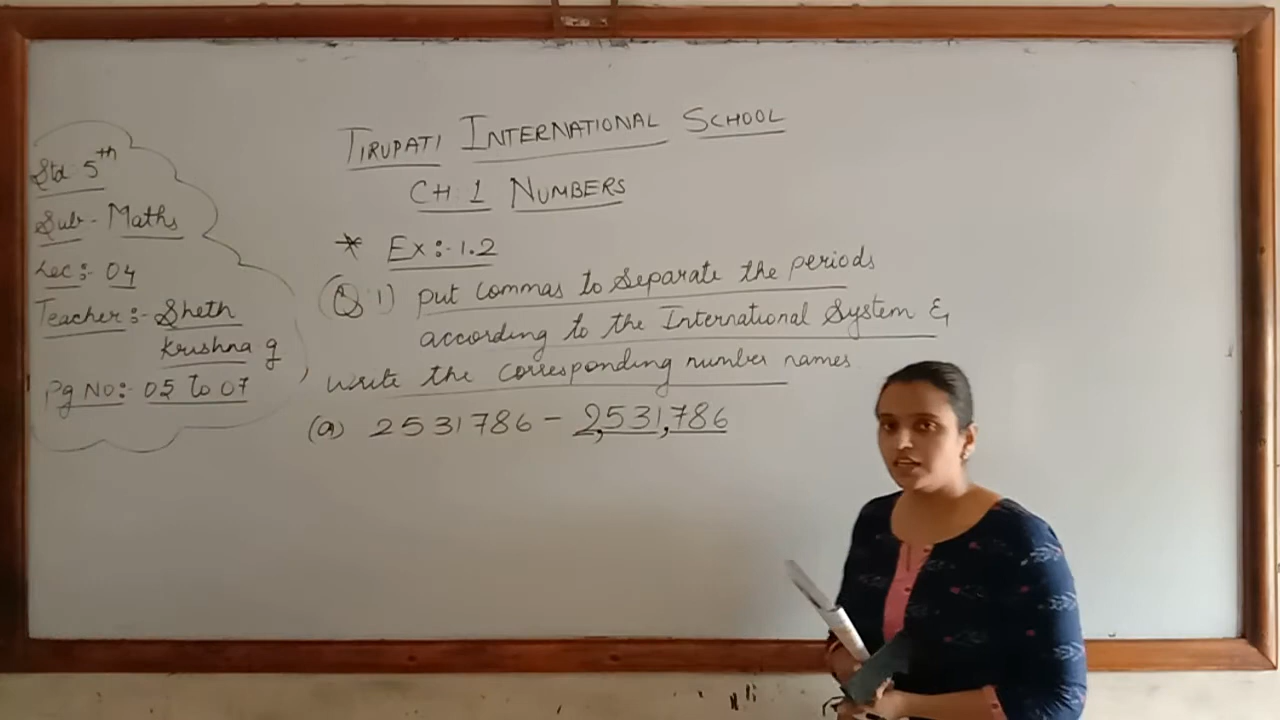 Std 5th
Sub - Maths
Lec :- 04
Teacher :- Sheth
Krishna g
Pg No :- 05 to 07
TIRUPATI INTERNATIONAL SCHOOL
CH 1 NUMBERS
* Ex :- 1.2
Q 1) put commas to separate the periods
according to the International System &
write the corresponding number names
(a) 2531786 - 2,531,786